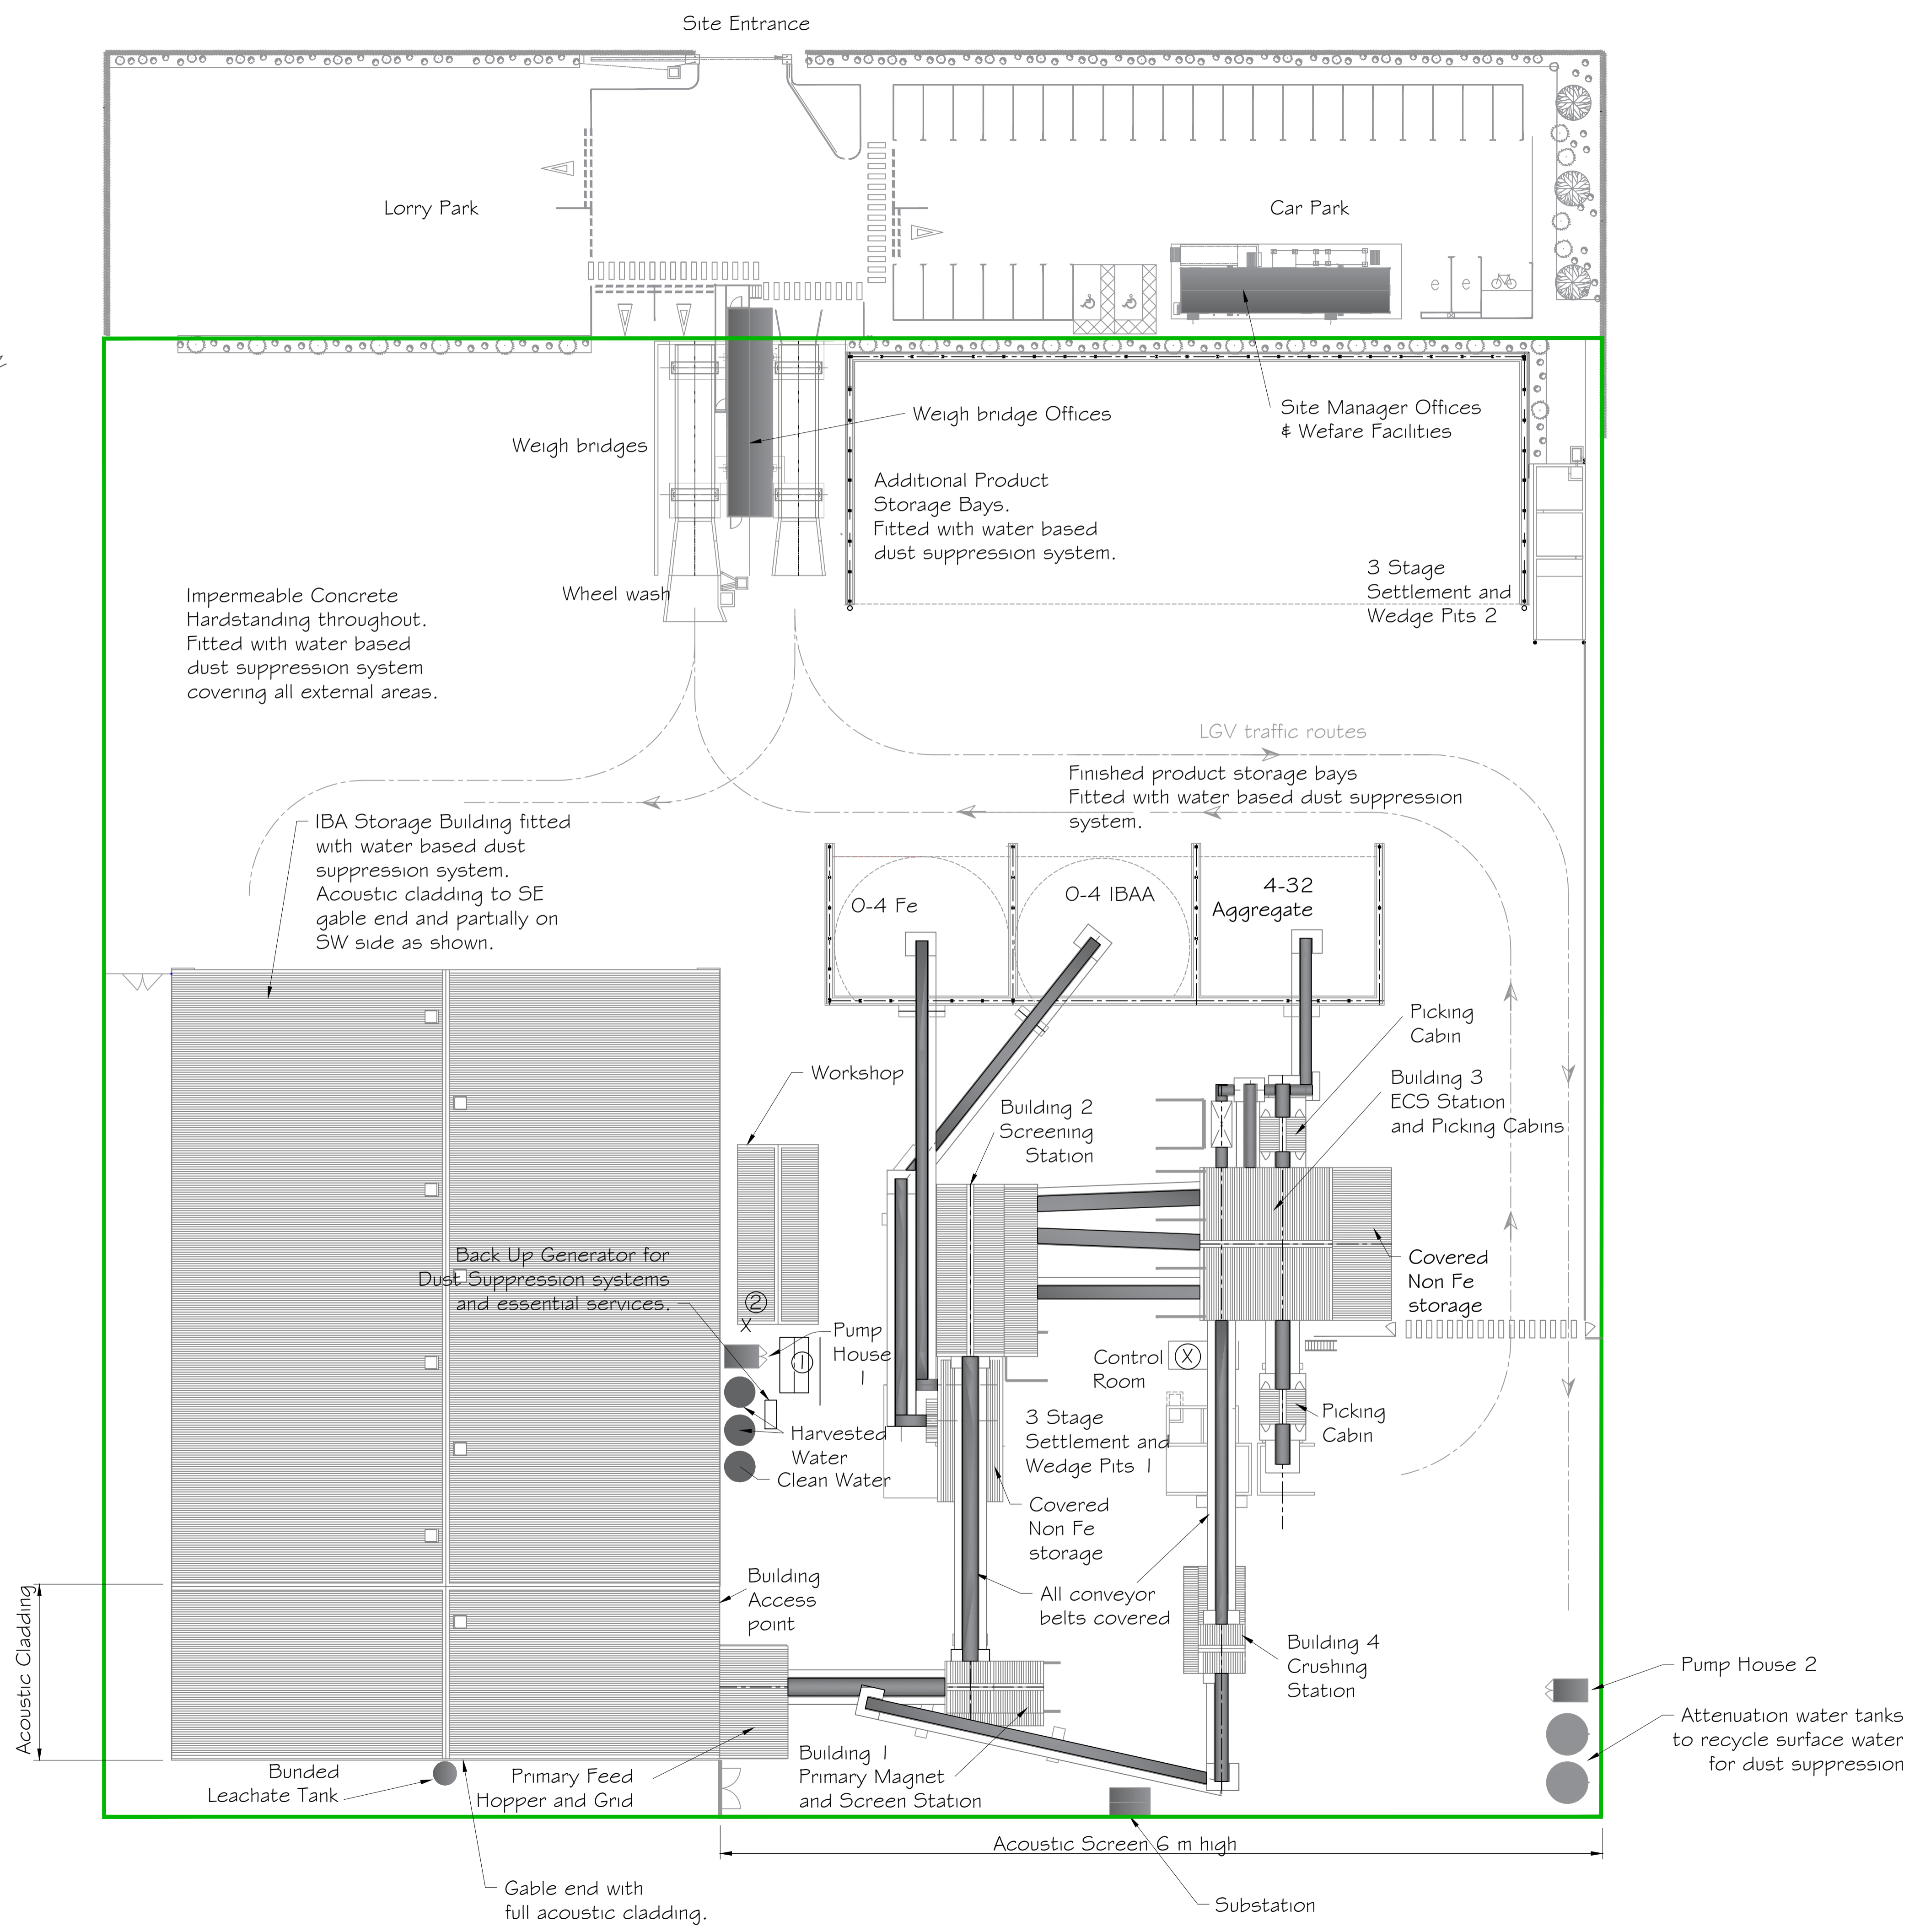 Site Entrance
Lorry Park
Car Park
e
e
Weigh bridges
Weigh bridge Offices
Site Manager Offices
& Wefare Facilities
Additional Product
Storage Bays.
Fitted with water based
dust suppression system.
3 Stage
Settlement and
Wedge Pits 2
Impermeable Concrete
Hardstanding throughout.
Fitted with water based
dust suppression system
covering all external areas.
Wheel wash
LGV traffic routes
Finished product storage bays
Fitted with water based dust suppression
system.
IBA Storage Building fitted
with water based dust
suppression system.
Acoustic cladding to SE
gable end and partially on
SW side as shown.
0-4 Fe
0-4 IBAA
4-32
Aggregate
Picking
Cabin
Workshop
Building 2
Screening
Station
Building 3
ECS Station
and Picking Cabins
Back Up Generator for
Dust Suppression systems
and essential services.
2
X
Pump
House
1
1
Covered
Non Fe
storage
Control
Room
X
Harvested
Water
Clean Water
3 Stage
Settlement and
Wedge Pits 1
Picking
Cabin
Covered
Non Fe
storage
Building
Access
point
All conveyor
belts covered
Acoustic Cladding
Building 4
Crushing
Station
Pump House 2
Attenuation water tanks
to recycle surface water
for dust suppression
Bunded
Leachate Tank
Primary Feed
Hopper and Grid
Building 1
Primary Magnet
and Screen Station
Acoustic Screen 6 m high
Gable end with
full acoustic cladding.
Substation